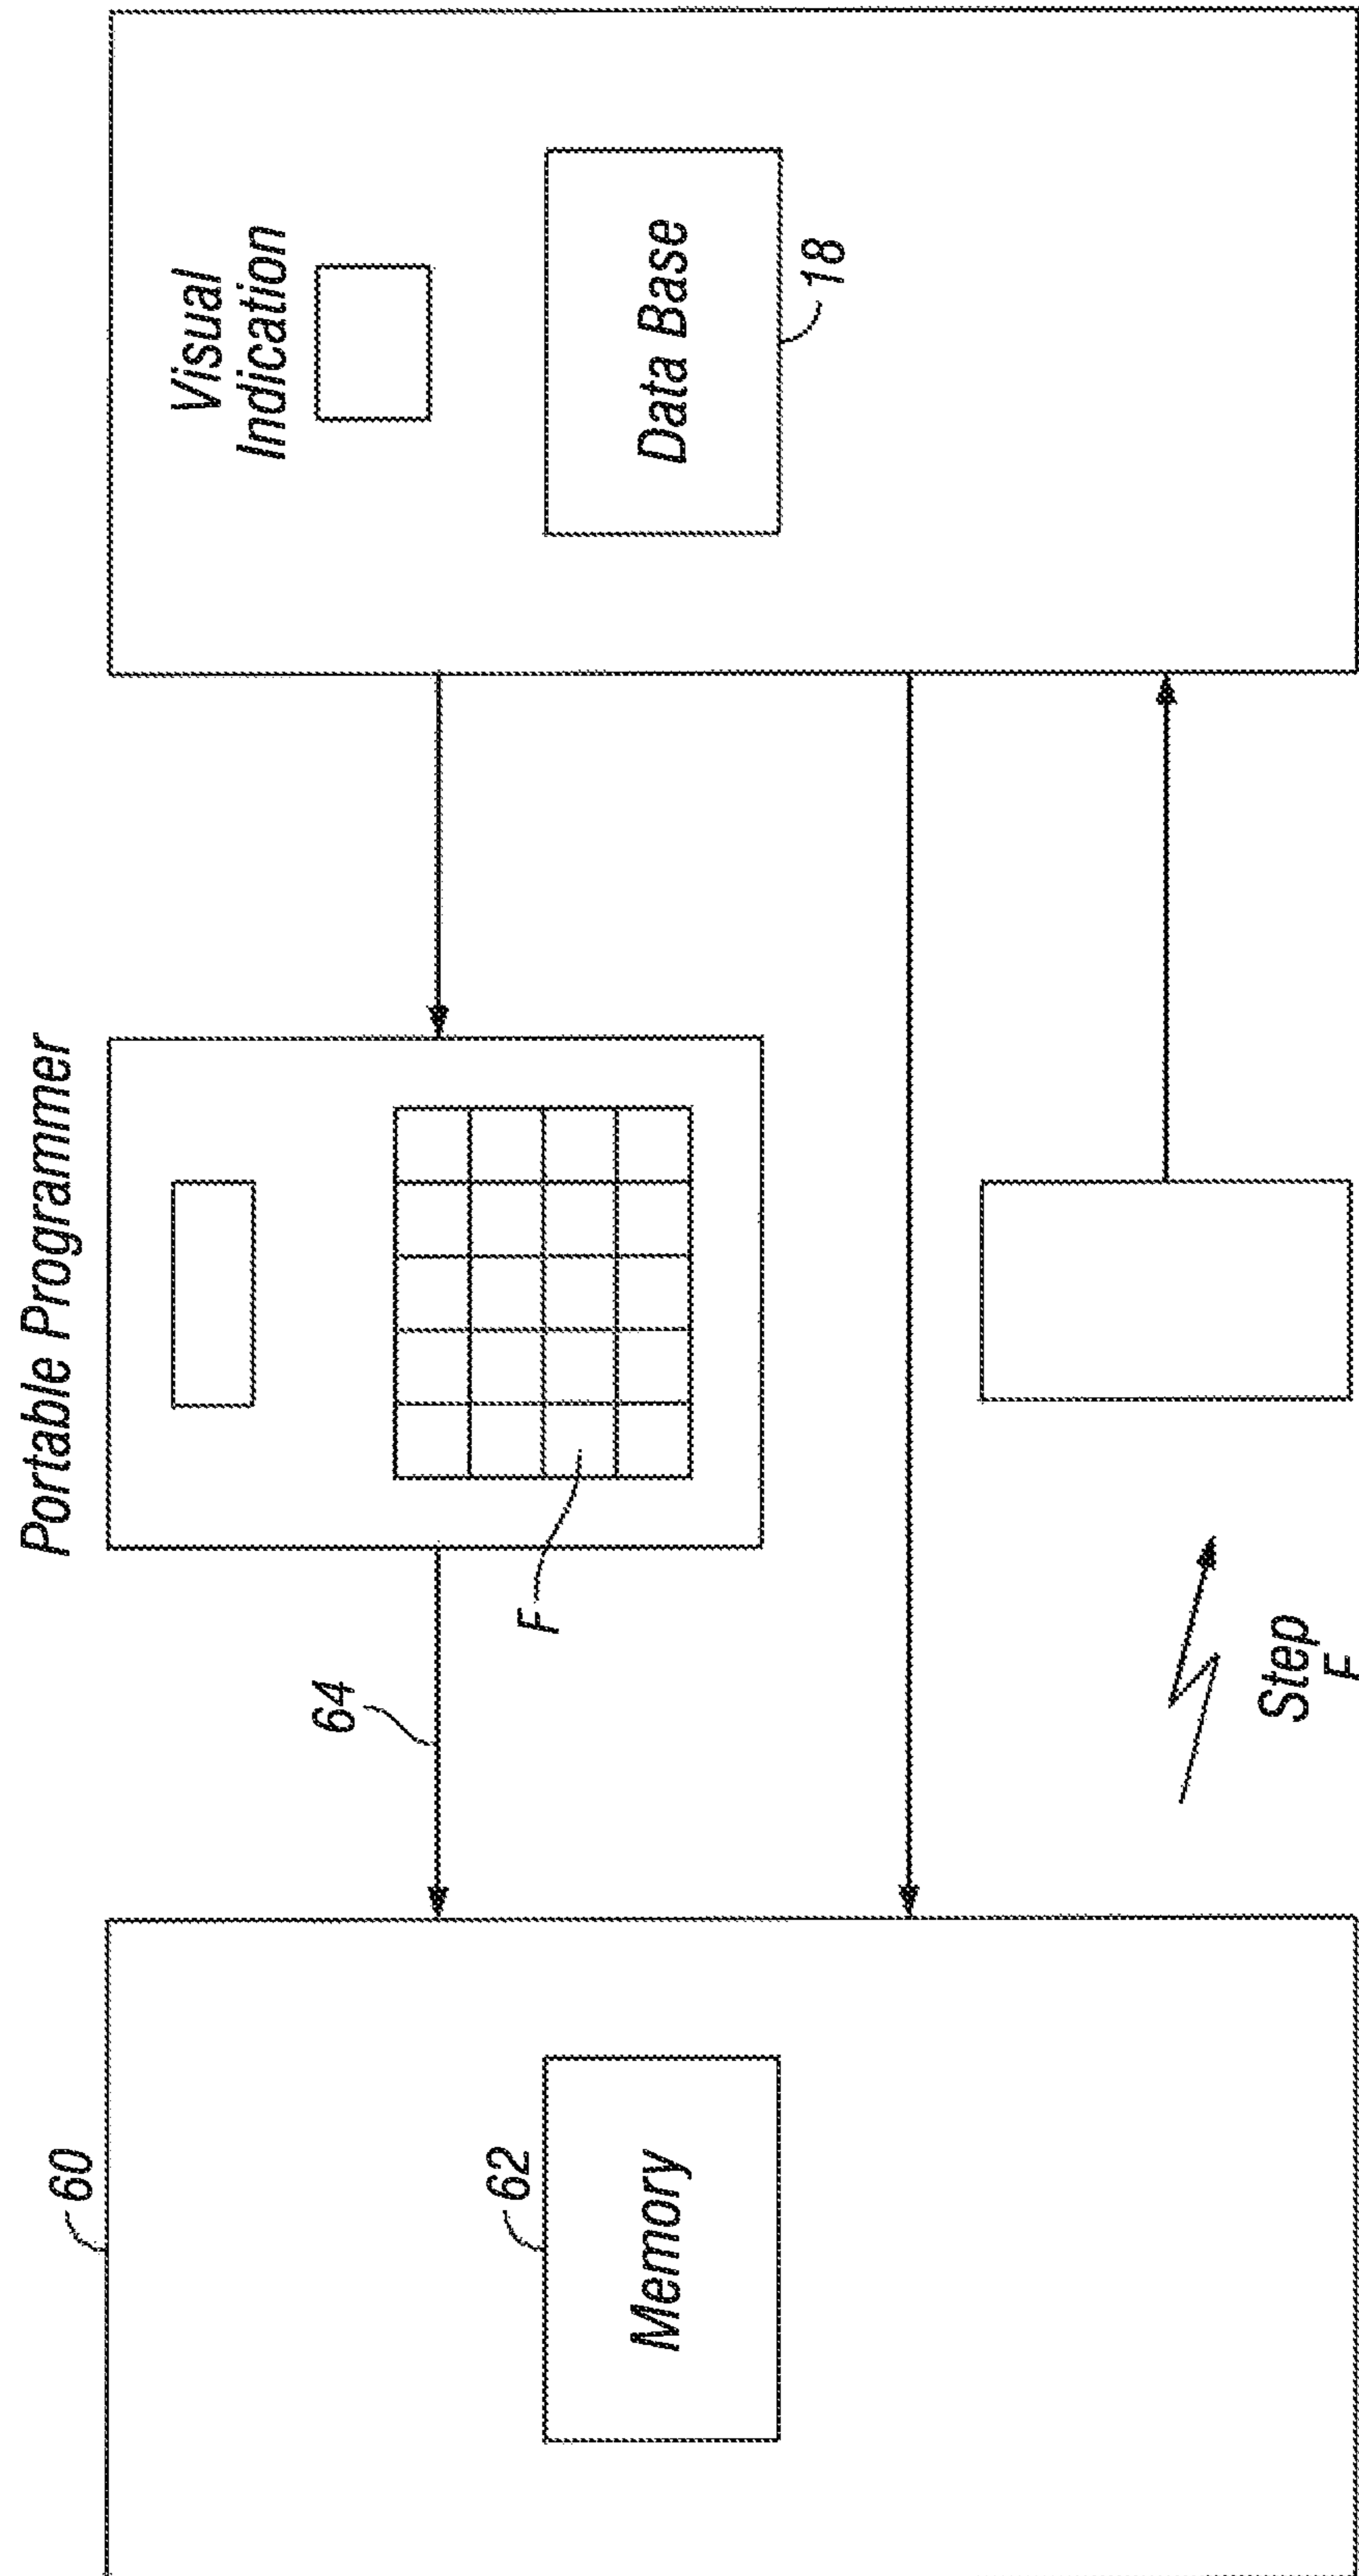 Portable Programmer
60
Visual
Indication
64
62
F
Memory
Data Base
18
Step